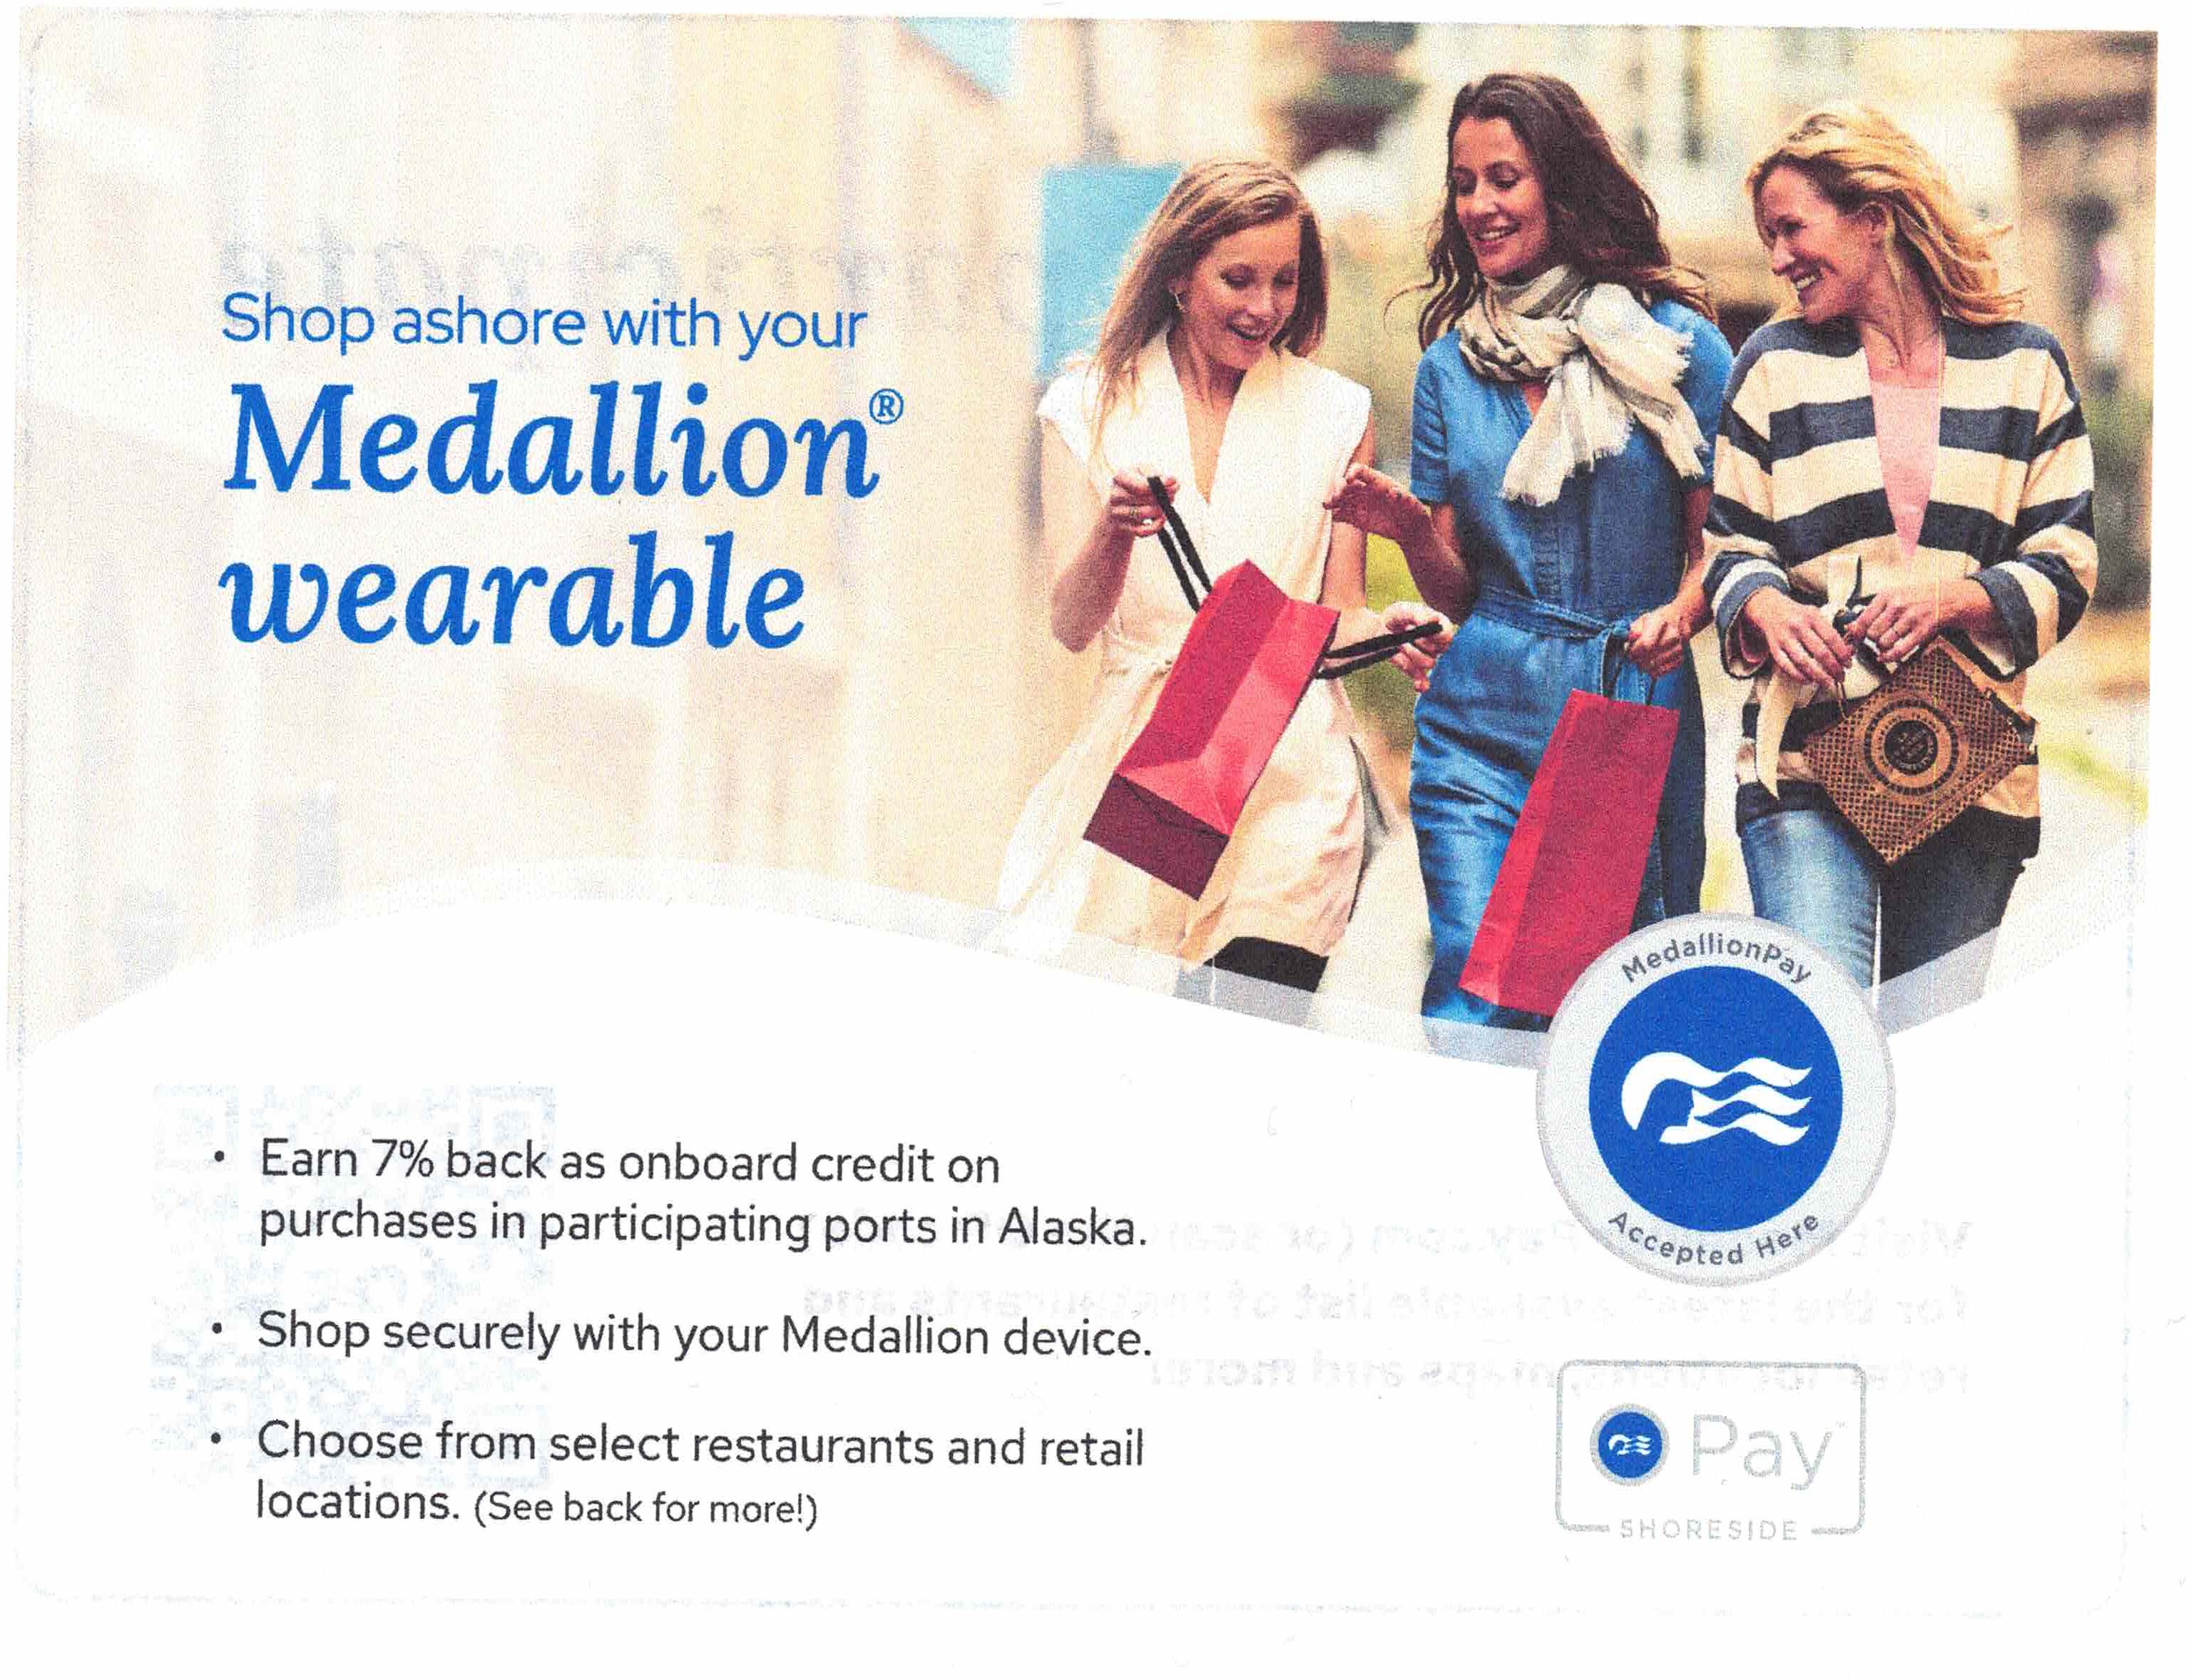 Shop ashore with your
Medallion®
wearable
MedallionPay
Accepted Here
• Earn 7% back as onboard credit on
purchases in participating ports in Alaska.
• Shop securely with your Medallion device.
• Choose from select restaurants and retail
locations. (See back for more!)
Pay
SHORESIDE